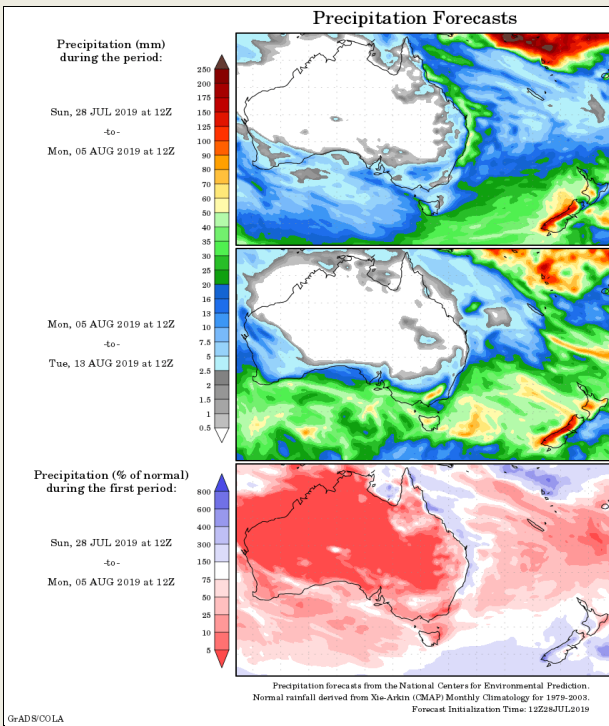 Precipitation Forecasts
Precipitation (mm)
during the period:
Sun, 28 JUL 2019 at 12Z
-to-
Mon, 05 AUG 2019 at 12Z
250
200
175
150
125
100
90
80
70
60
50
40
35
30
25
20
16
13
10
7.5
5
2.5
2
1.5
1
0.5
Mon, 05 AUG 2019 at 12Z
-to-
Tue, 13 AUG 2019 at 12Z
Precipitation (% of normal)
during the first period:
Sun, 28 JUL 2019 at 12Z
-to-
Mon, 05 AUG 2019 at 12Z
800
600
400
300
150
75
50
25
10
5
Precipitation forecasts from the National Centers for Environmental Prediction.
Normal rainfall derived from Xie-Arkin (CMAP) Monthly Climatology for 1979-2003.
Forecast Initialization Time: 12Z28JUL2019
GrADS/COLA